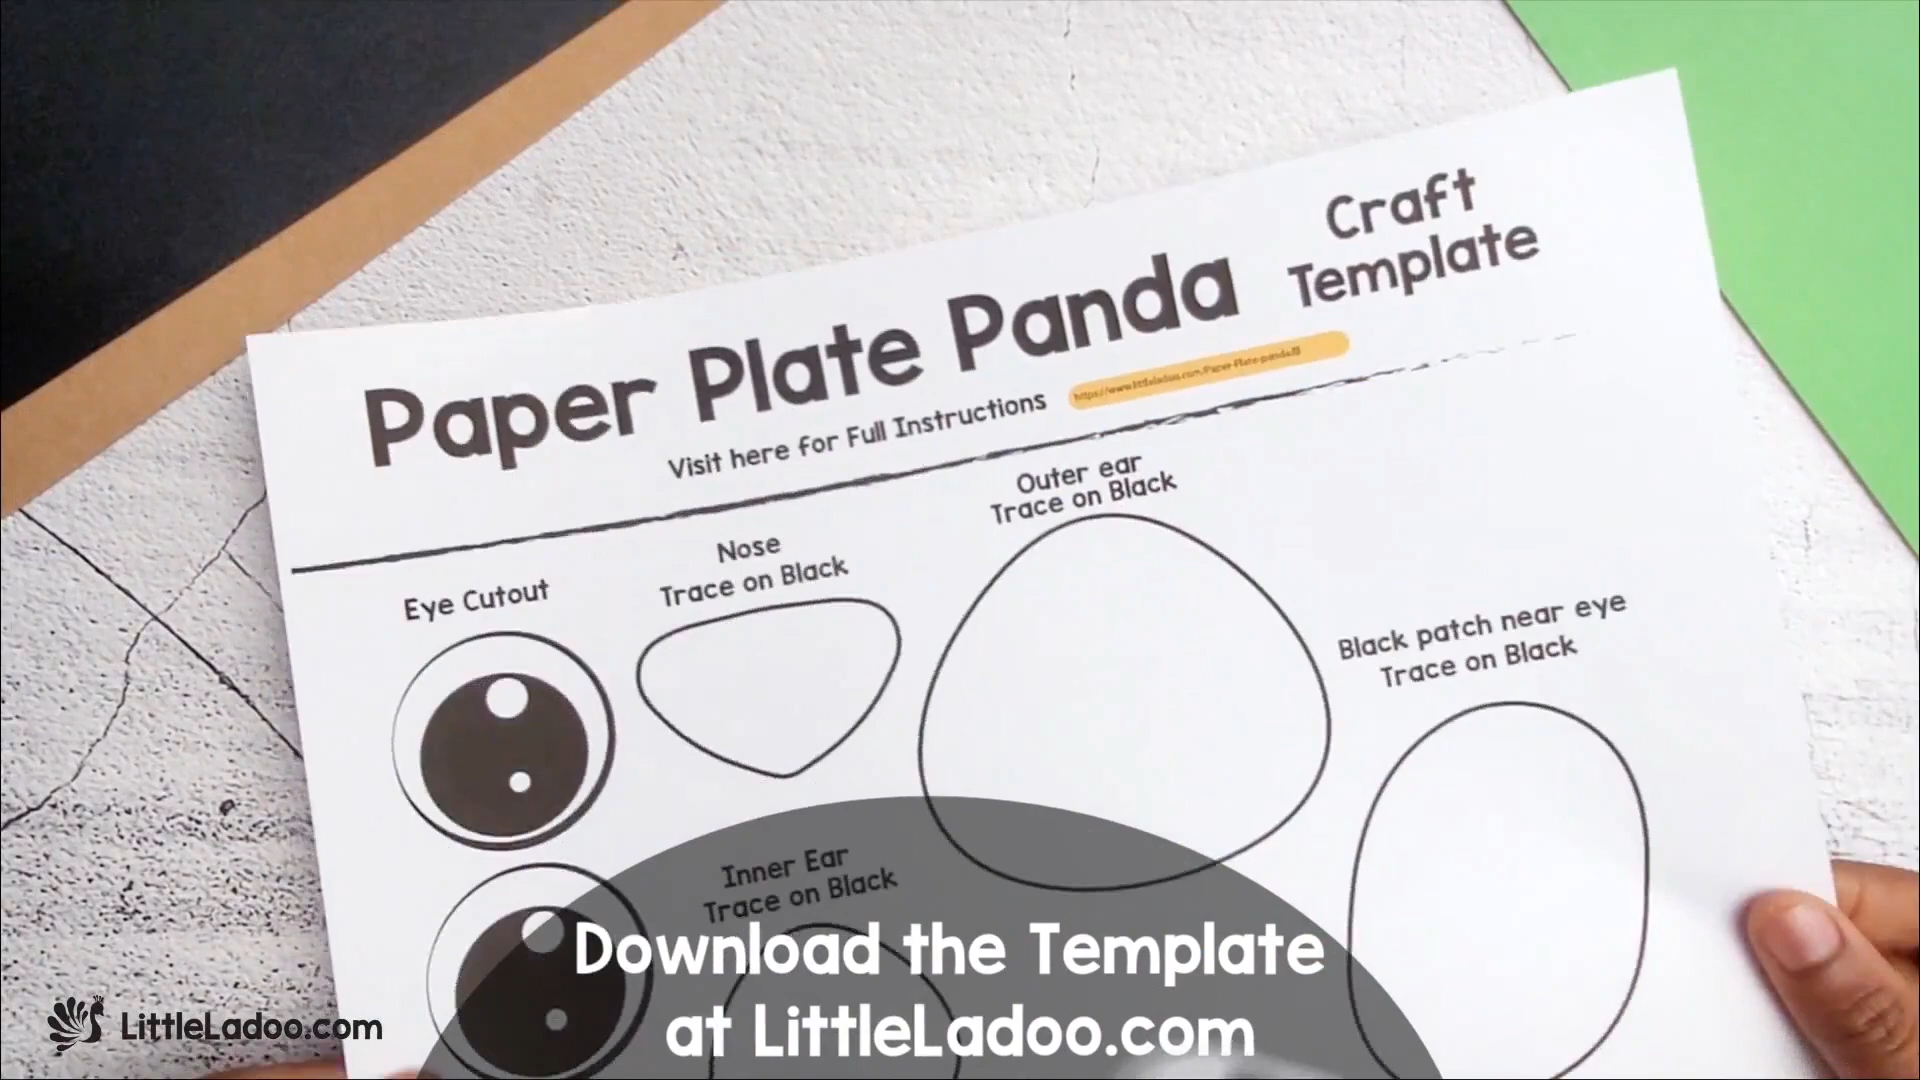 Craft
Template
Paper Plate Panda
Visit here for Full Instructions
Outer ear
Trace on Black
Nose
Trace on Black
Eye Cutout
Black patch near eye
Trace on Black
Inner Ear
Trace on Black
Download the Template
at LittleLadoo.com
LittleLadoo.com